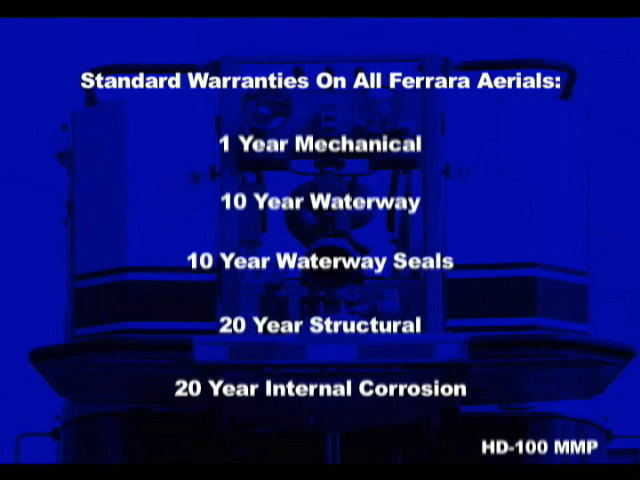 Standard Warranties On All Ferrara Aerials:
1 Year Mechanical
10 Year Waterway
10 Year Waterway Seals
20 Year Structural
20 Year Internal Corrosion
HD-100 MMP